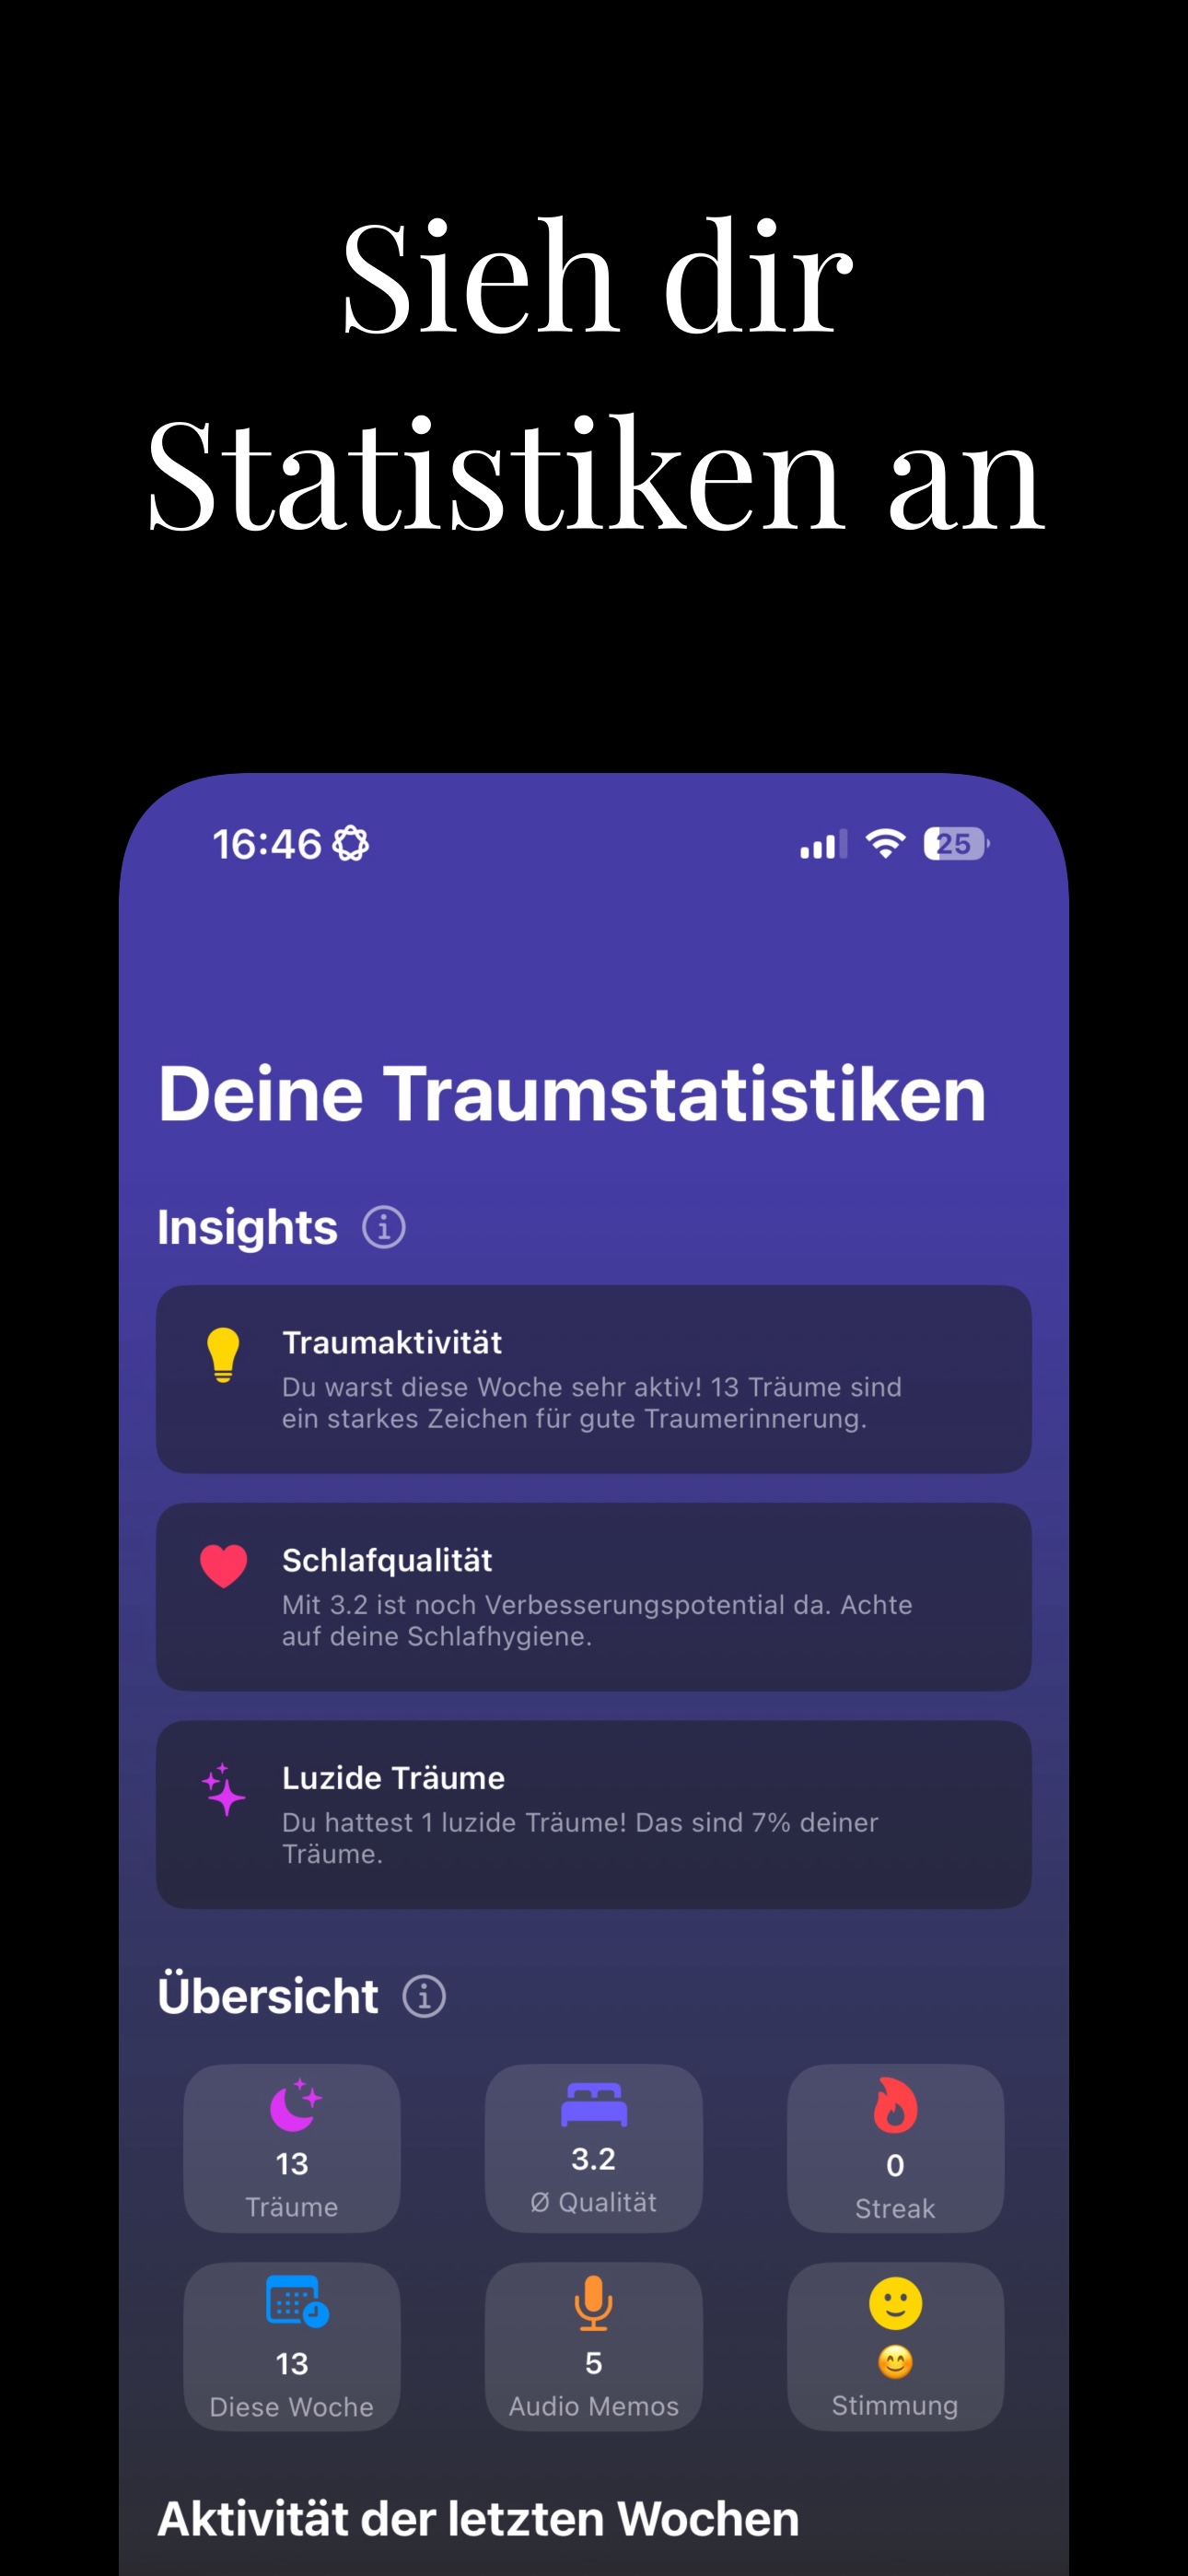 Sieh dir
Statistiken an
16:46
25
Deine Traumstatistiken
Insights
Traumaktivität
Du warst diese Woche sehr aktiv! 13 Träume sind
ein starkes Zeichen für gute Traumerinnerung.
Schlafqualität
Mit 3.2 ist noch Verbesserungspotential da. Achte
auf deine Schlafhygiene.
Luzide Träume
Du hattest 1 luzide Träume! Das sind 7% deiner
Träume.
Übersicht
13
Träume
3.2
Ø Qualität
0
Streak
13
Diese Woche
5
Audio Memos
😊
Stimmung
Aktivität der letzten Wochen